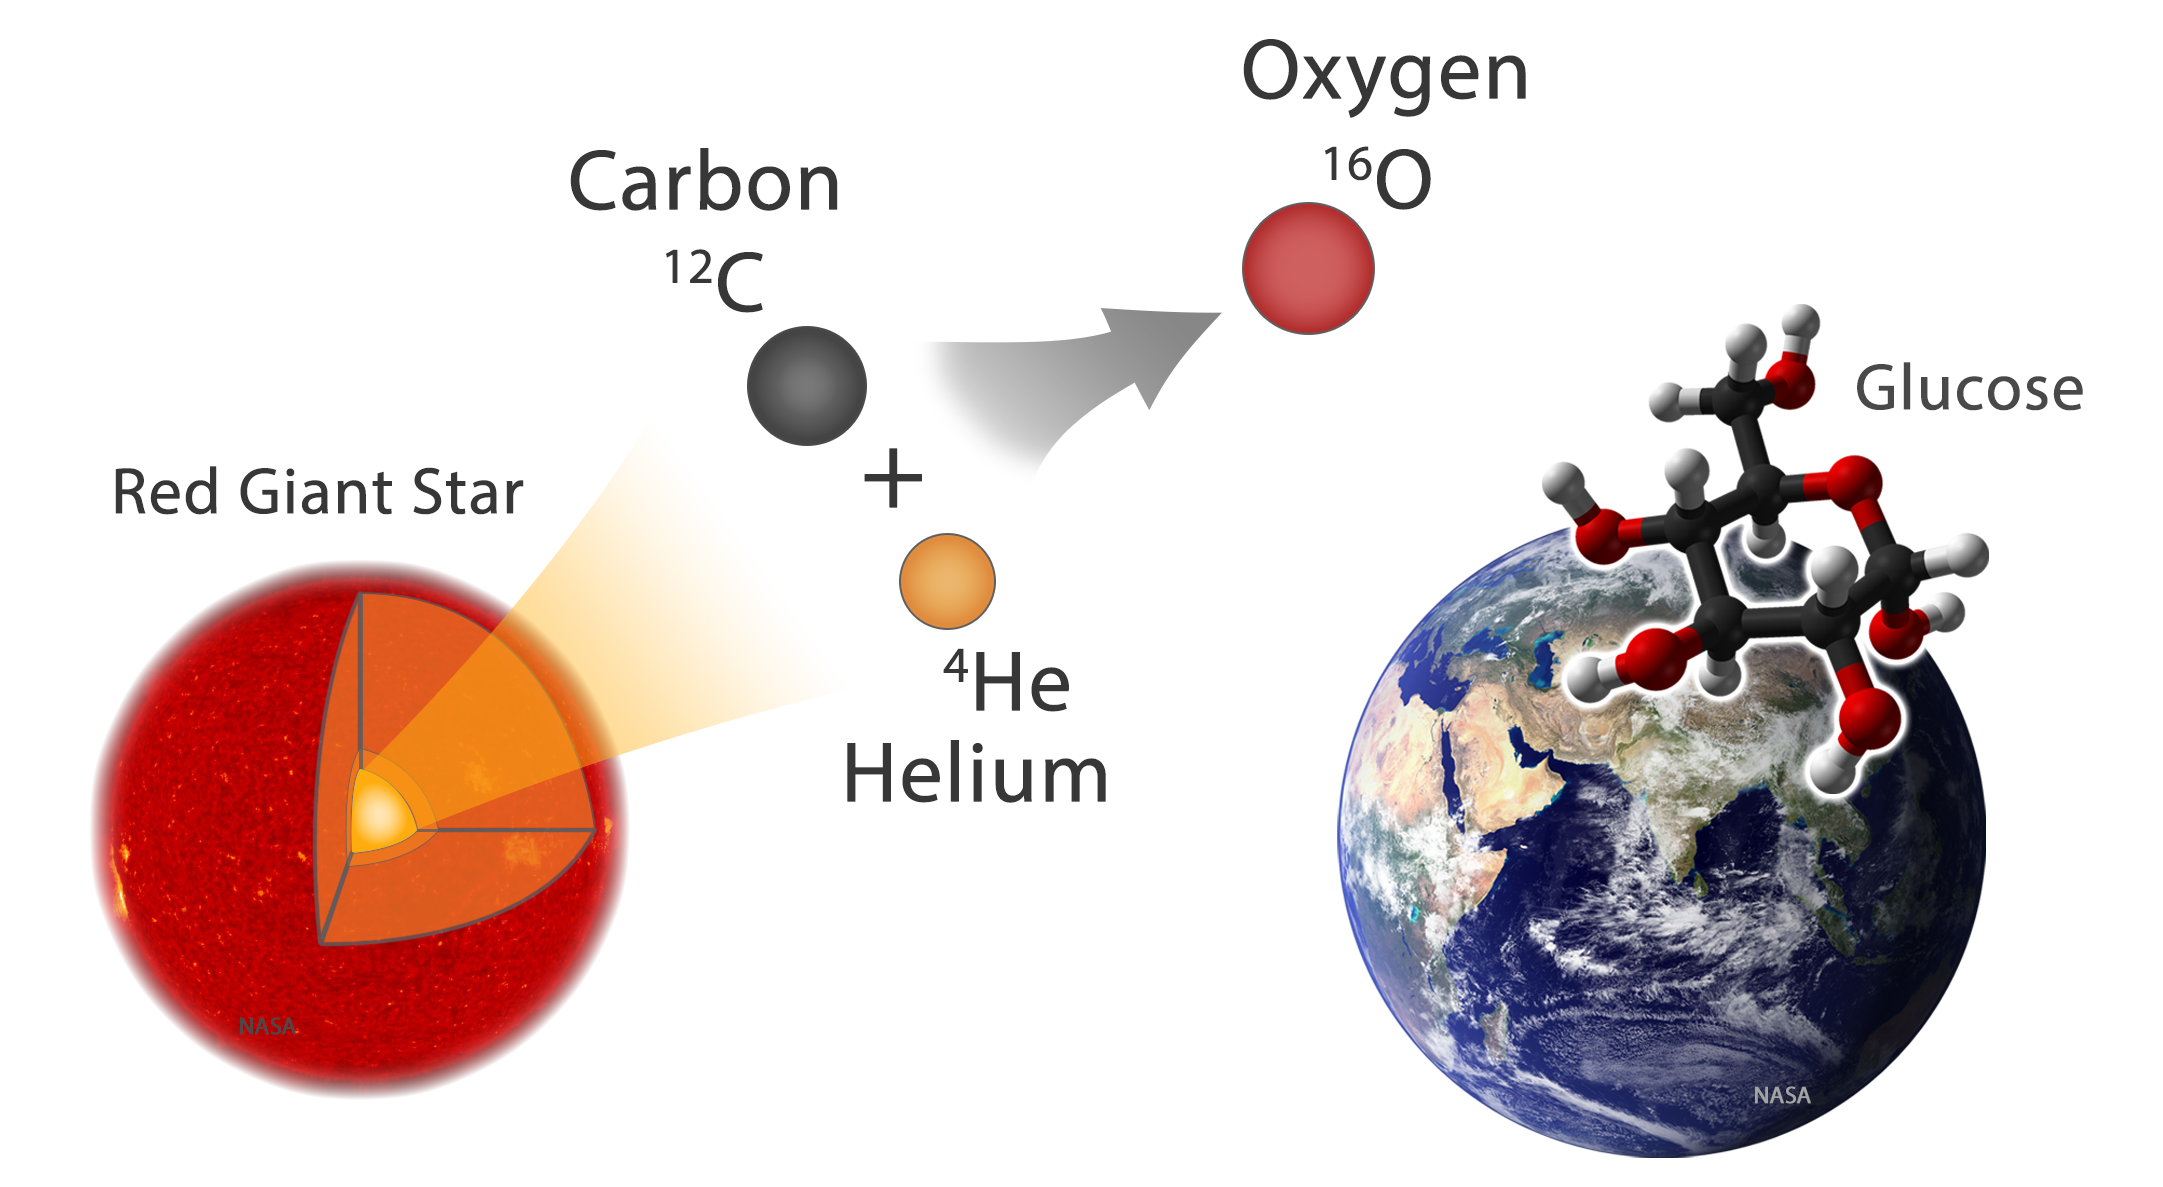 Oxygen
¹⁶O
Carbon
¹²C
+
Glucose
Red Giant Star
⁴He
Helium
NASA
NASA